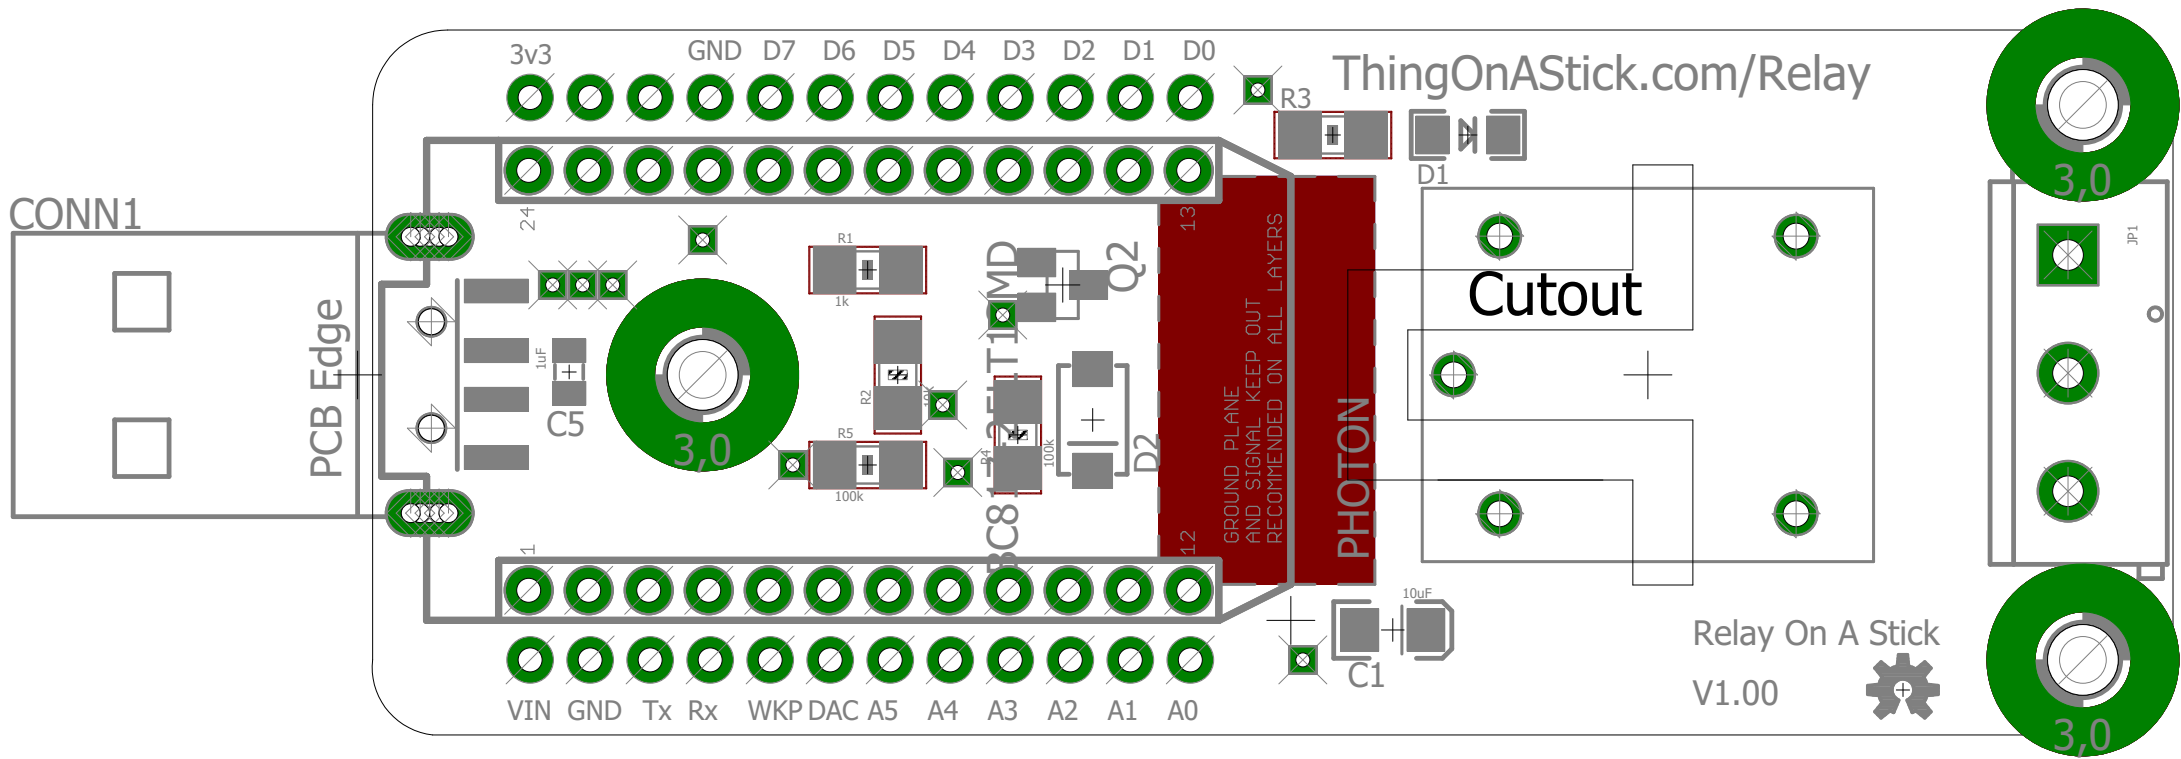 3v3 GND D7 D6 D5 D4 D3 D2 D1 D0
ThingOnAStick.com/Relay
R3
D1
3,0
CONN1
24
13
JP1
R1
1k
Q2
Cutout
PCB Edge
1uF
C5
3,0
R2
R5
100k
R4
100k
D2
GROUND PLANE
AND SIGNAL KEEP OUT
RECOMMENDED ON ALL LAYERS
PHOTON
1
12
10uF
C1
Relay On A Stick
V1.00
VIN GND Tx Rx WKP DAC A5 A4 A3 A2 A1 A0
3,0